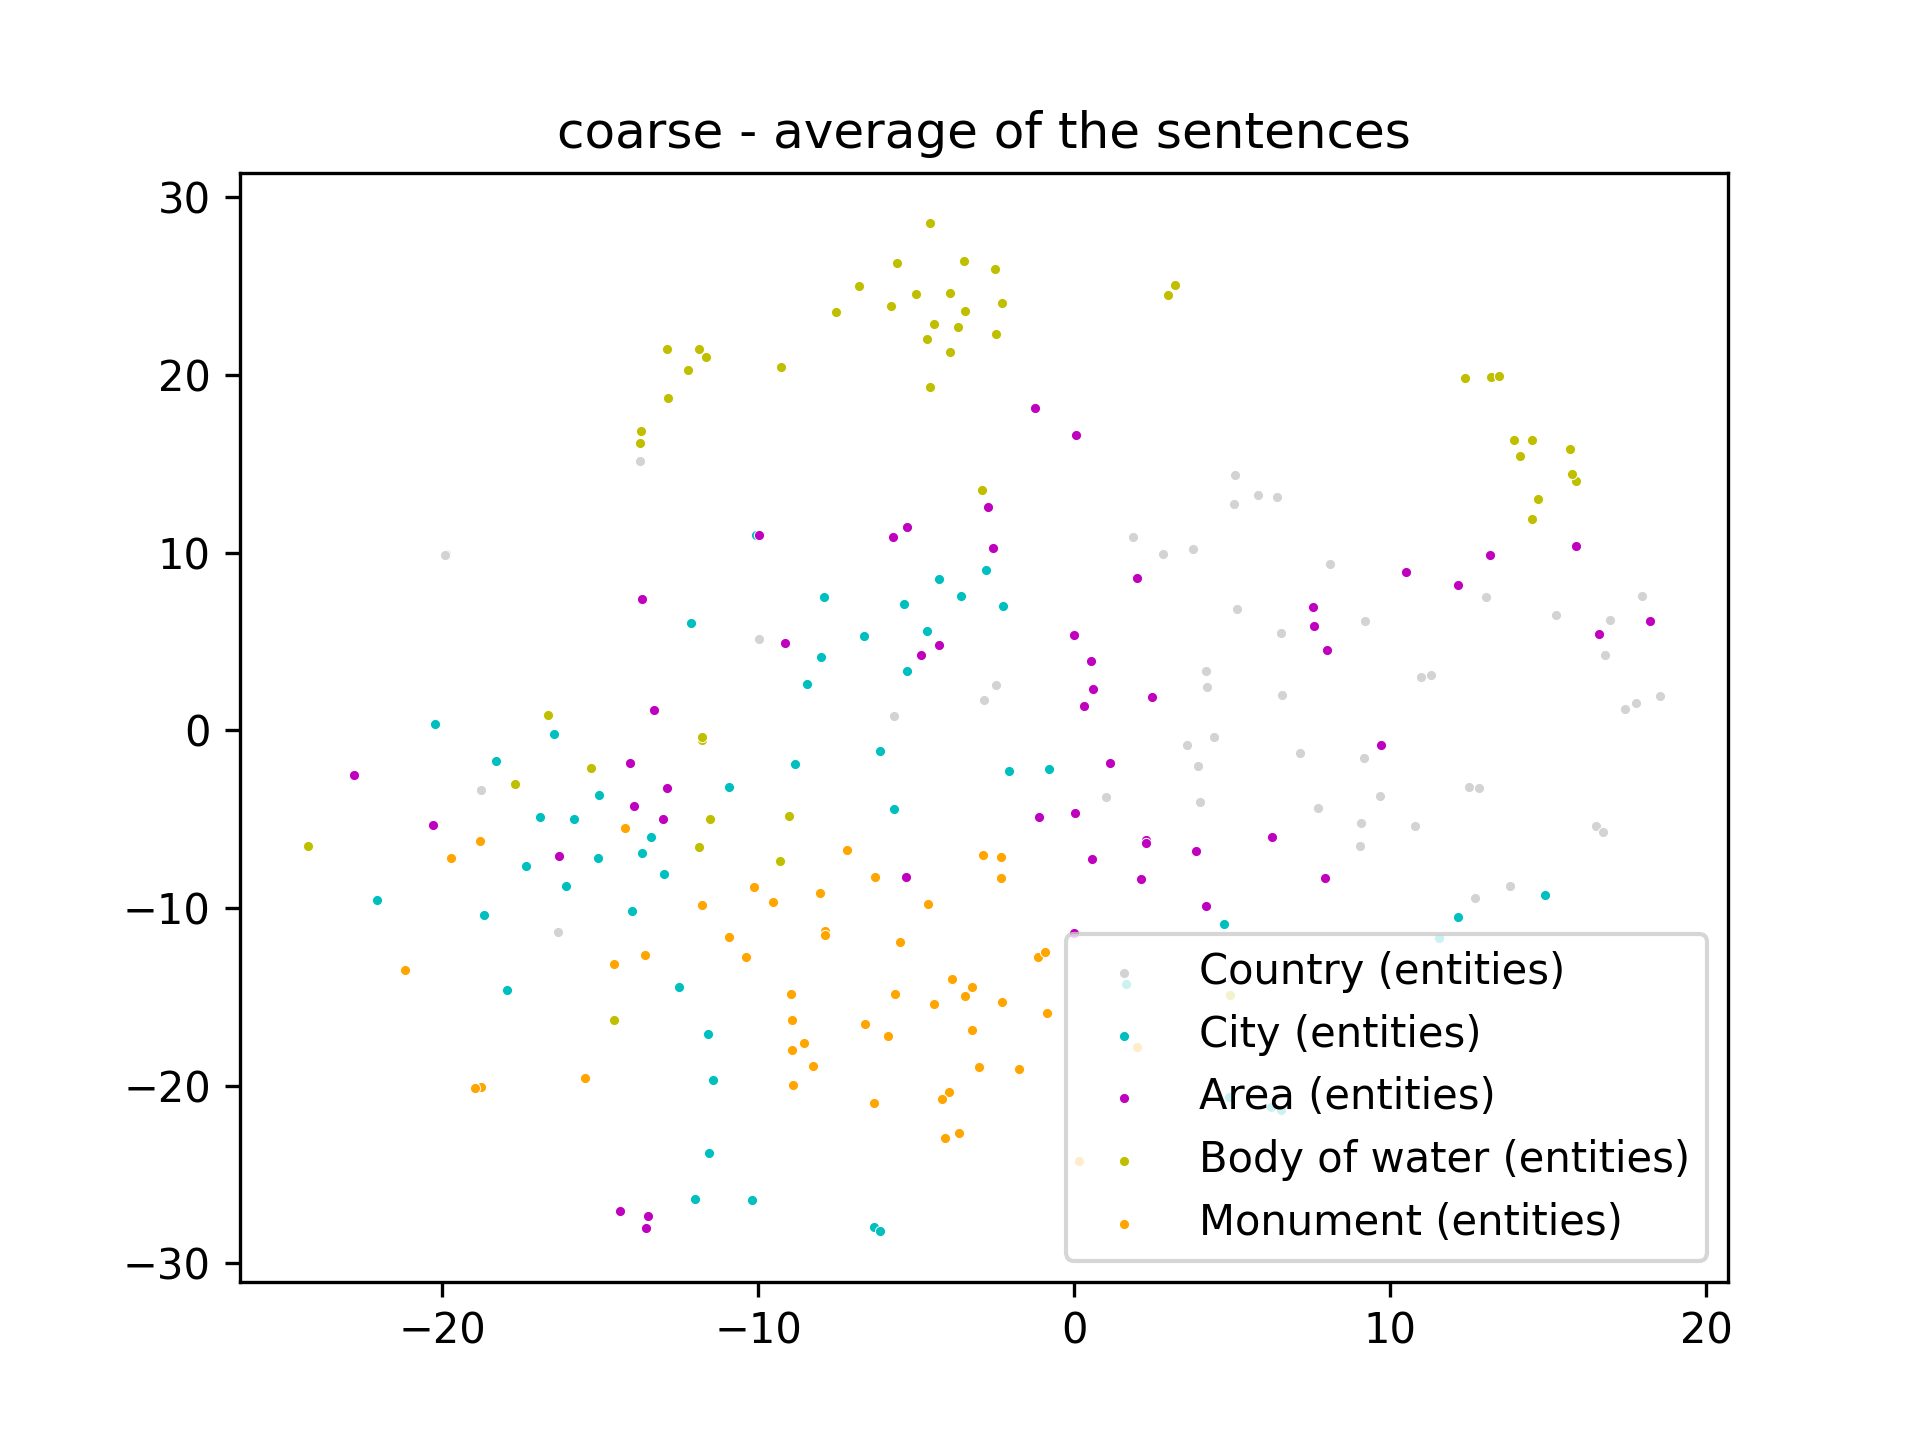 coarse - average of the sentences
30
20
10
0
−10
−20
−30
−20
−10
0
10
20
Country (entities)
City (entities)
Area (entities)
Body of water (entities)
Monument (entities)